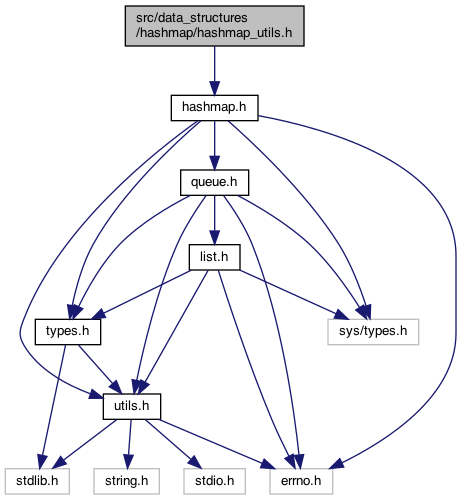 src/data_structures
/hashmap/hashmap_utils.h
hashmap.h
queue.h
list.h
types.h
sys/types.h
utils.h
stdlib.h
string.h
stdio.h
errno.h